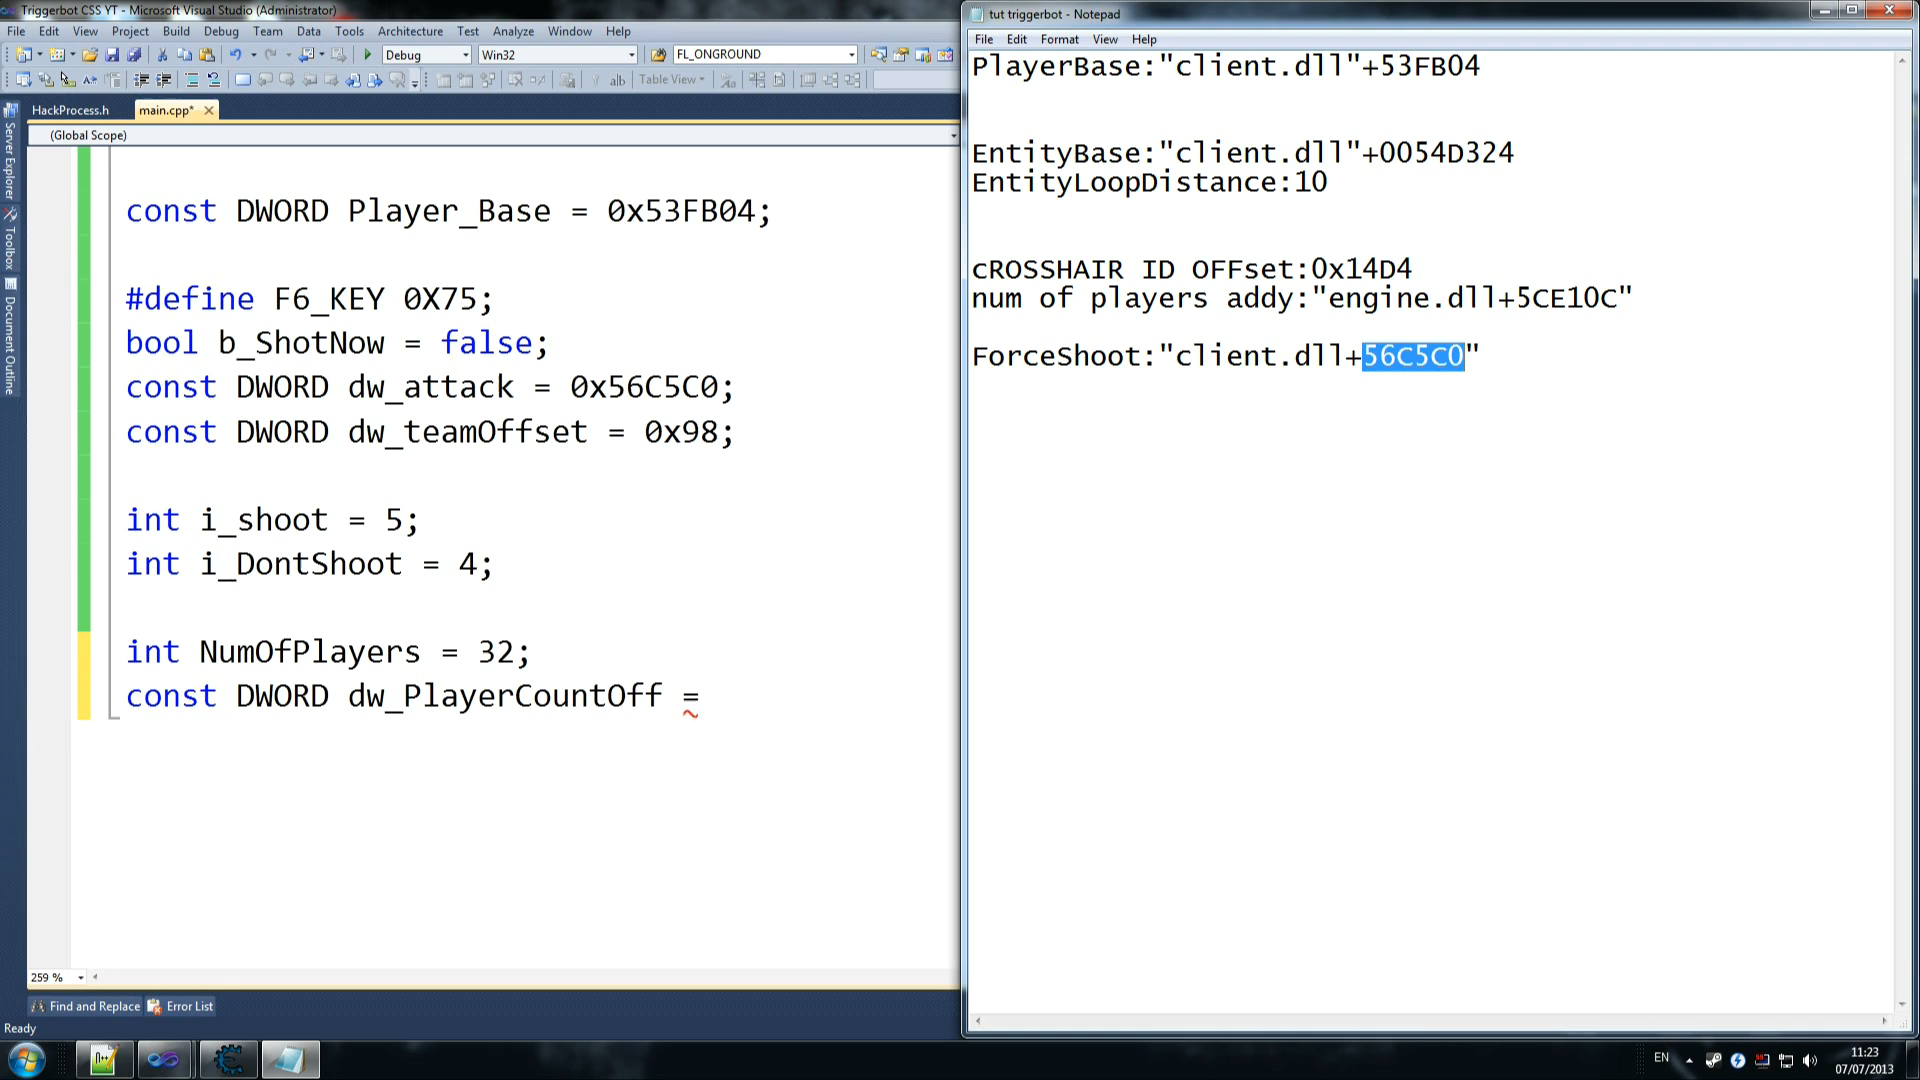 Triggerbot CSS YT - Microsoft Visual Studio (Administrator)
File Edit View Project Build Debug Team Data Tools Architecture Test Analyze Window Help
Debug Win32 FL_ONGROUND
Table View
HackProcess.h main.cpp*
(Global Scope)
Server Explorer
Toolbox
Document Outline
const DWORD Player_Base = 0x53FB04;
#define F6_KEY 0X75;
bool b_ShotNow = false;
const DWORD dw_attack = 0x56C5C0;
const DWORD dw_teamOffset = 0x98;
int i_shoot = 5;
int i_DontShoot = 4;
int NumOfPlayers = 32;
const DWORD dw_PlayerCountOff =
259 %
Find and Replace Error List
Ready
tut triggerbot - Notepad
File Edit Format View Help
PlayerBase:"client.dll"+53FB04
EntityBase:"client.dll"+0054D324
EntityLoopDistance:10
cROSSHAIR ID OFFset:0x14D4
num of players addy:"engine.dll+5CE10C"
ForceShoot:"client.dll+56C5C0"
EN
11:23
07/07/2013